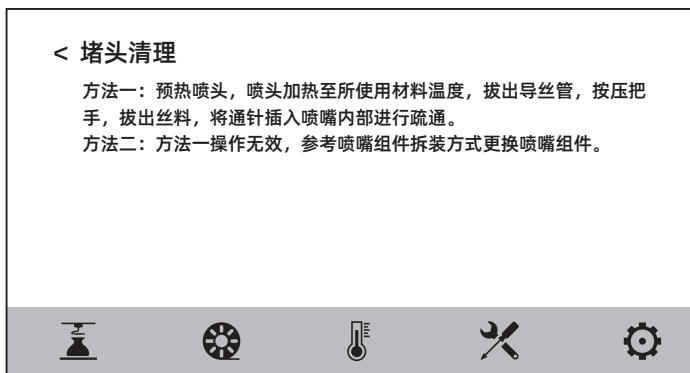 < 堵头清理
方法一：预热喷头，喷头加热至所使用材料温度，拔出导丝管，按压把
手，拔出丝料，将通针插入喷嘴内部进行疏通。
方法二：方法一操作无效，参考喷嘴组件拆装方式更换喷嘴组件。